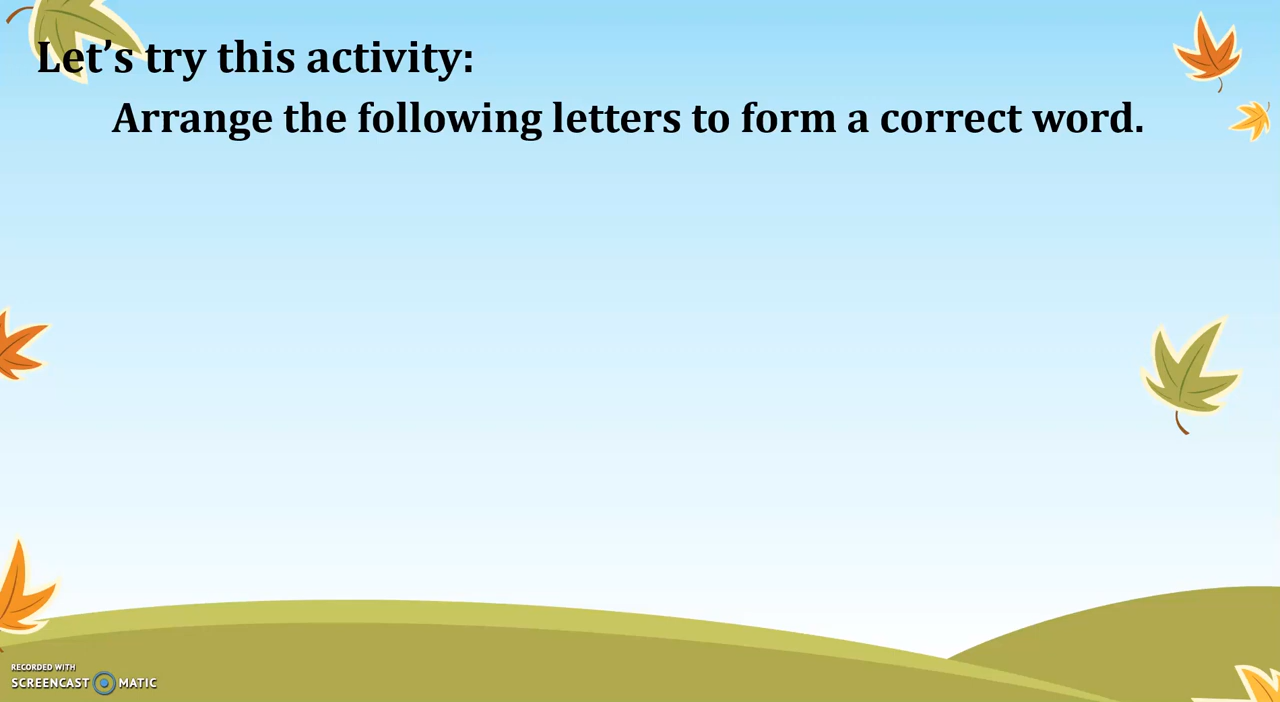 Let’s try this activity:
Arrange the following letters to form a correct word.
RECORDED WITH
SCREENCAST MATIC